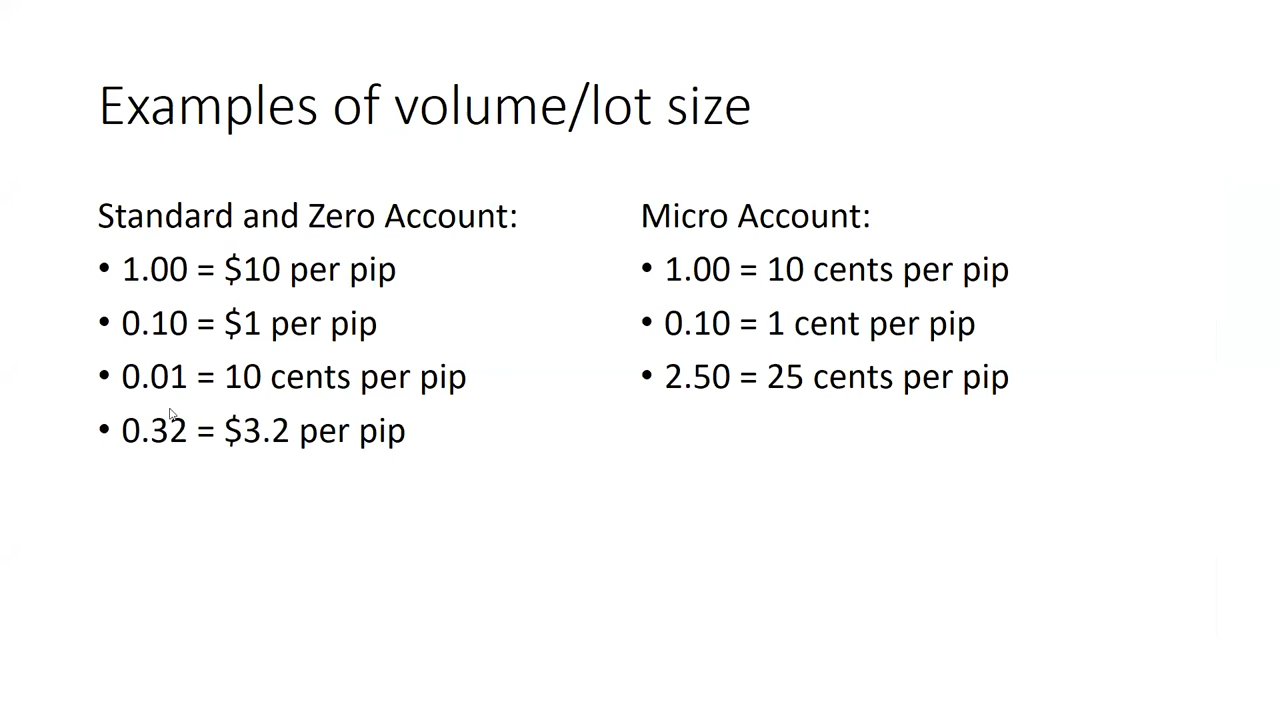 Examples of volume/lot size
Standard and Zero Account:
• 1.00 = $10 per pip
• 0.10 = $1 per pip
• 0.01 = 10 cents per pip
• 0.32 = $3.2 per pip
Micro Account:
• 1.00 = 10 cents per pip
• 0.10 = 1 cent per pip
• 2.50 = 25 cents per pip